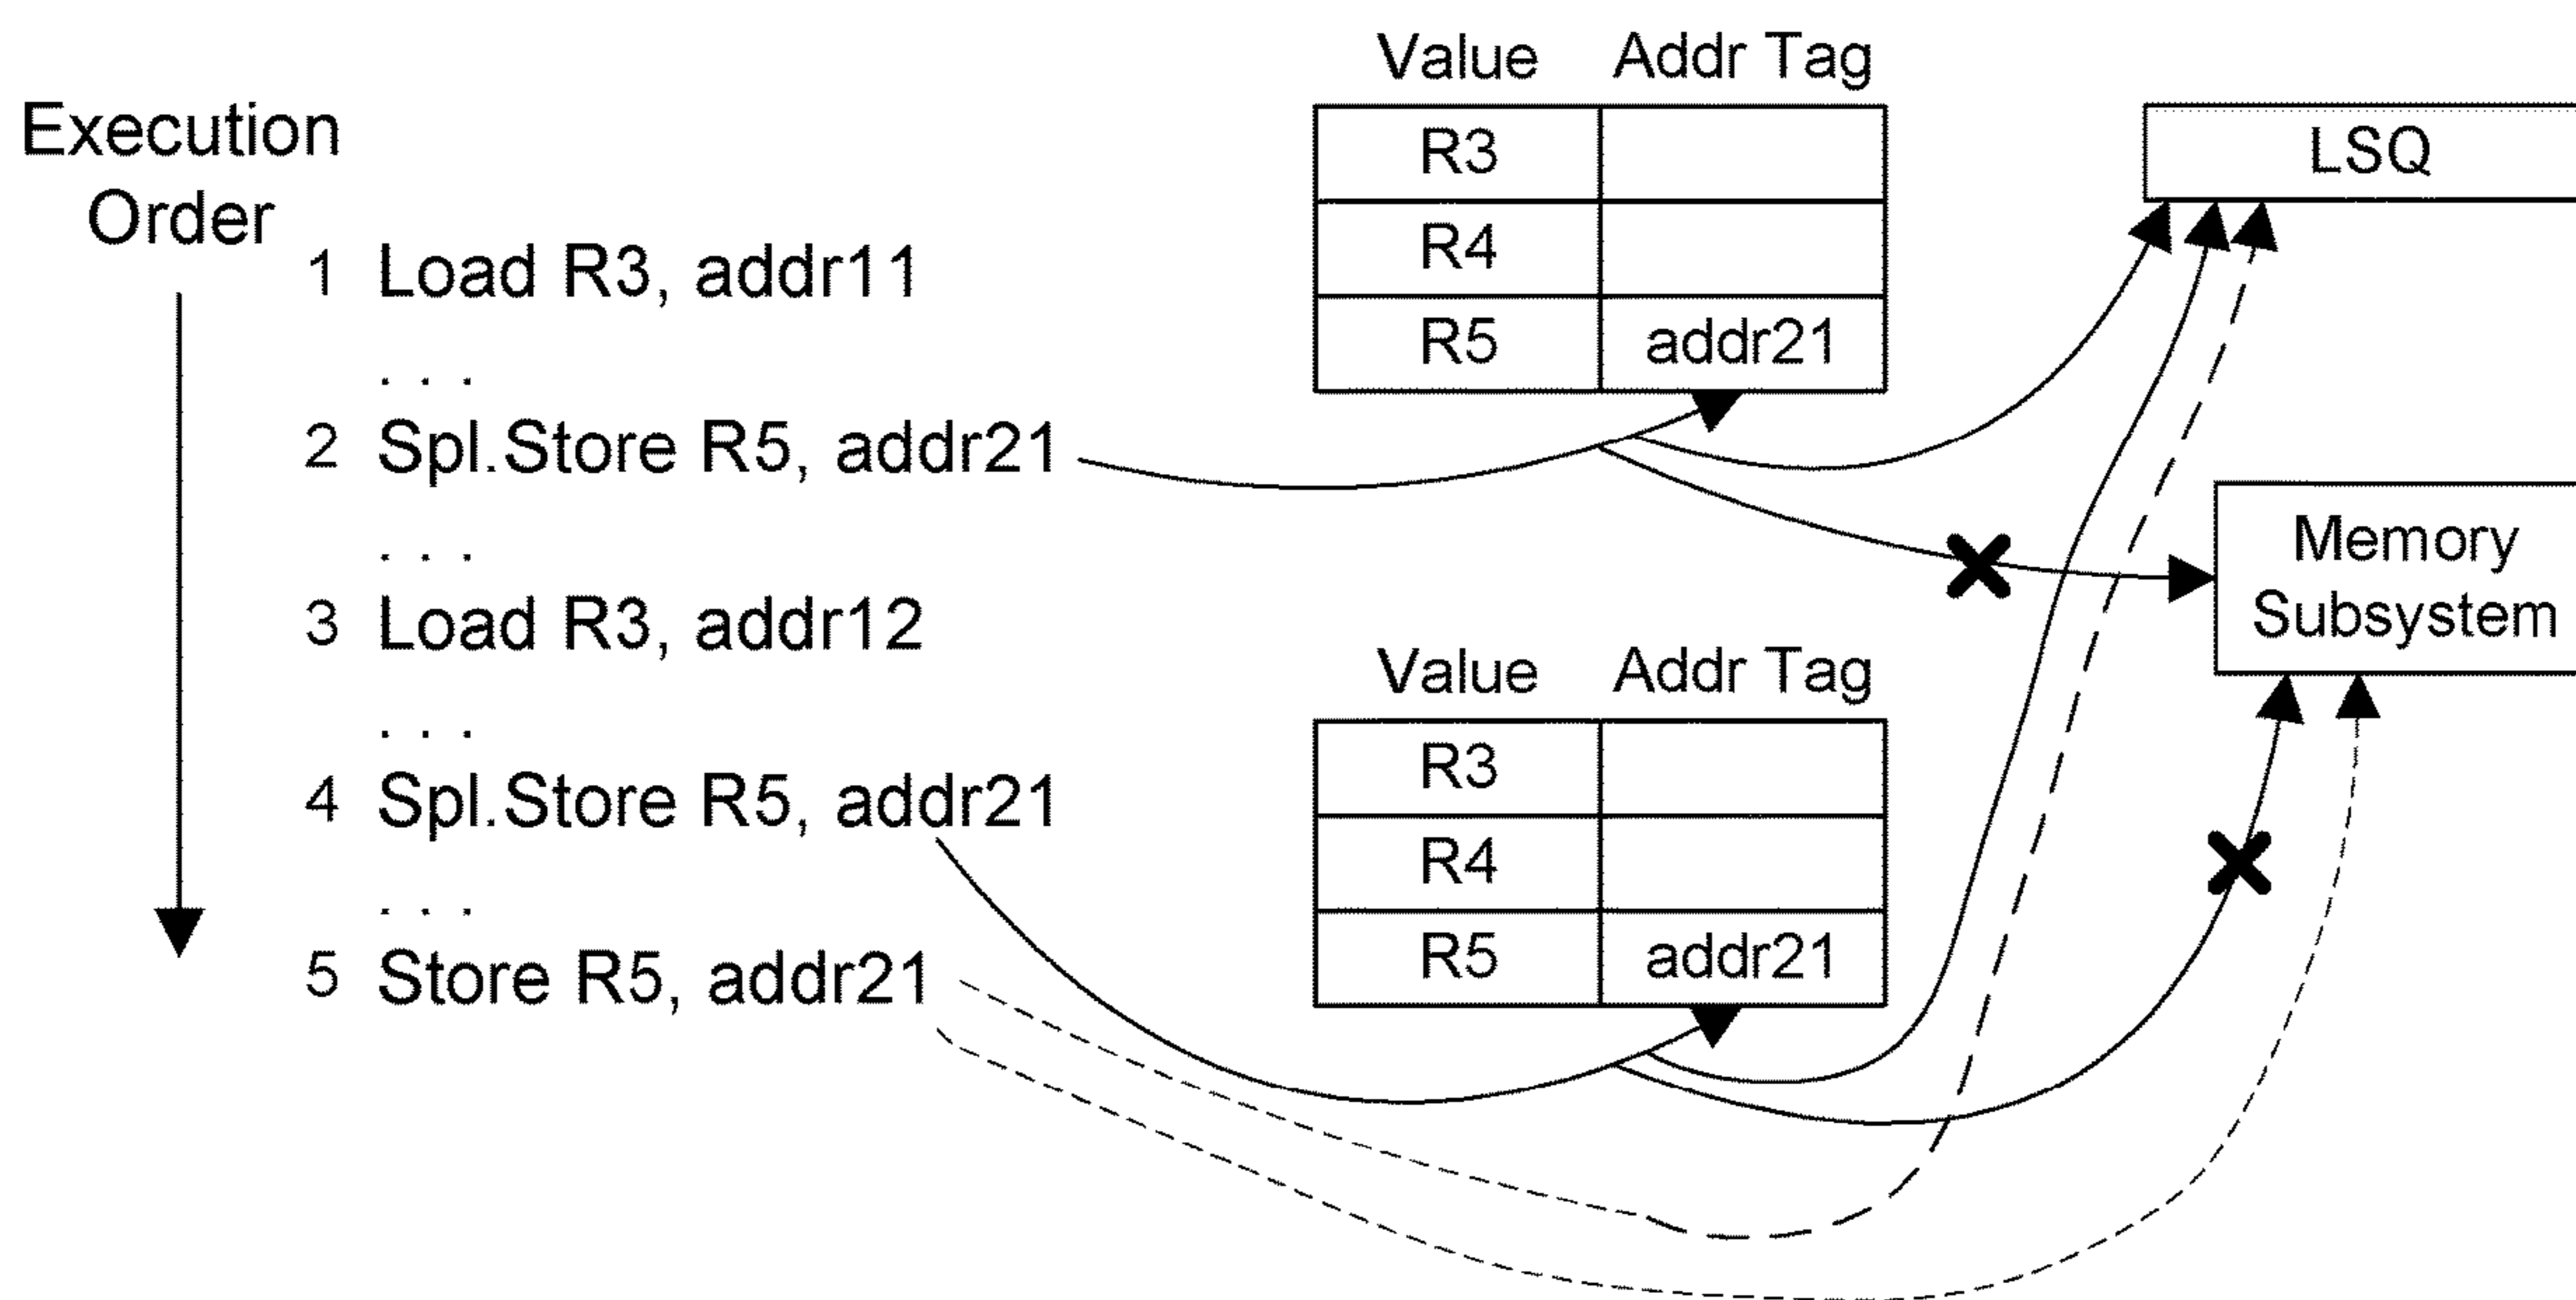 Execution
Order
1 Load R3, addr11
. . .
2 Spl.Store R5, addr21
. . .
3 Load R3, addr12
. . .
4 Spl.Store R5, addr21
. . .
5 Store R5, addr21
Value Addr Tag
R3
R4
R5 addr21
Value Addr Tag
R3
R4
R5 addr21
LSQ
Memory
Subsystem